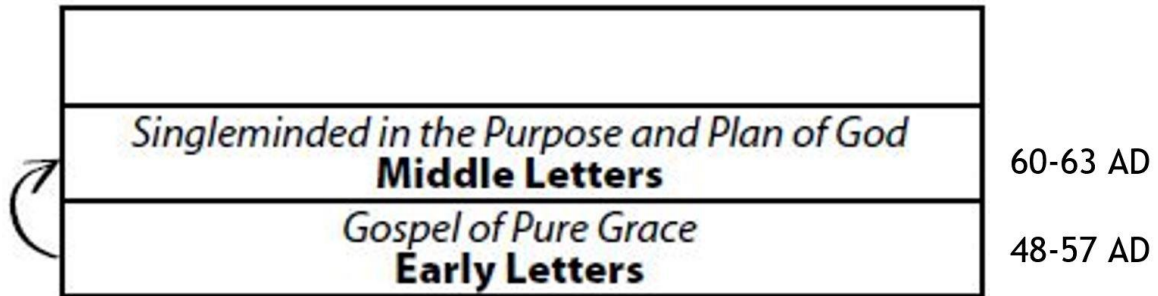 Singleminded in the Purpose and Plan of God
Middle Letters
60-63 AD
Gospel of Pure Grace
Early Letters
48-57 AD